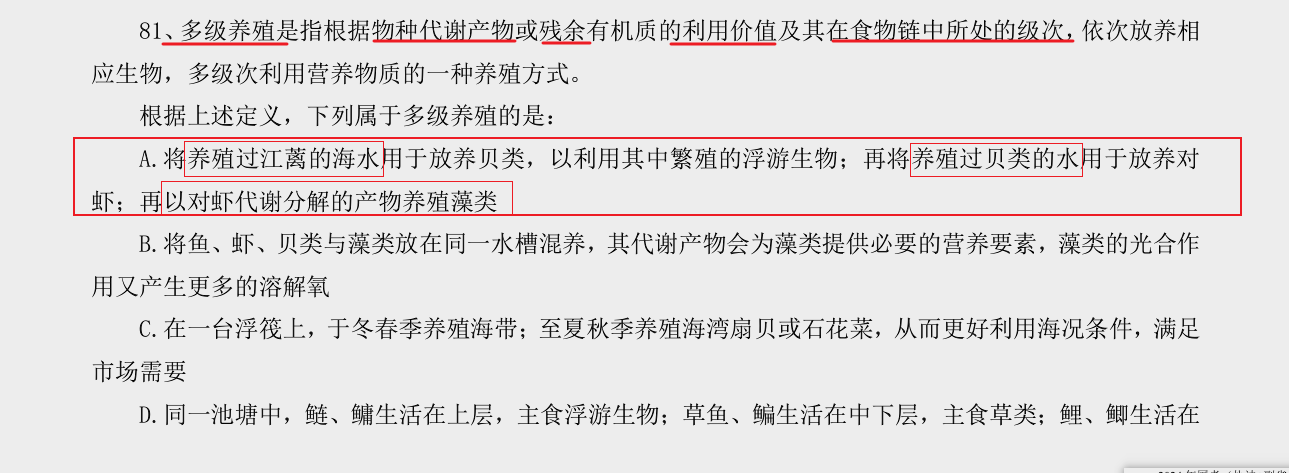 81、多级养殖是指根据物种代谢产物或残余有机质的利用价值及其在食物链中所处的级次，依次放养相
应生物，多级次利用营养物质的一种养殖方式。
根据上述定义，下列属于多级养殖的是：
A.将养殖过江蓠的海水用于放养贝类，以利用其中繁殖的浮游生物；再将养殖过贝类的水用于放养对
虾；再以对虾代谢分解的产物养殖藻类
B.将鱼、虾、贝类与藻类放在同一水槽混养，其代谢产物会为藻类提供必要的营养要素，藻类的光合作
用又产生更多的溶解氧
C.在一台浮筏上，于冬春季养殖海带；至夏秋季养殖海湾扇贝或石花菜，从而更好利用海况条件，满足
市场需要
D.同一池塘中，鲢、鳙生活在上层，主食浮游生物；草鱼、鳊生活在中下层，主食草类；鲤、鲫生活在